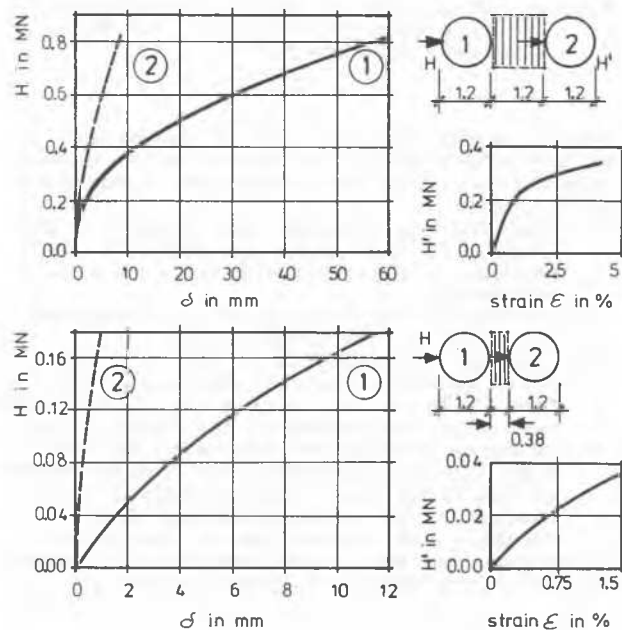 H in MN
0.8
0.6
0.4
0.2
0.0
0 10 20 30 40 50 60
δ in mm
2
1
1 2
H H'
1,2 1,2 1,2
H' in MN
0.4
0.2
0,0
0 2,5 5
strain ε in %
H in MN
0.16
0.12
0.08
0.04
0.00
0 2 4 6 8 10 12
δ in mm
2
1
H
1 2
1,2 1,2
0,38
H' in MN
0.04
0.02
0.00
0 0.75 1.5
strain ε in %